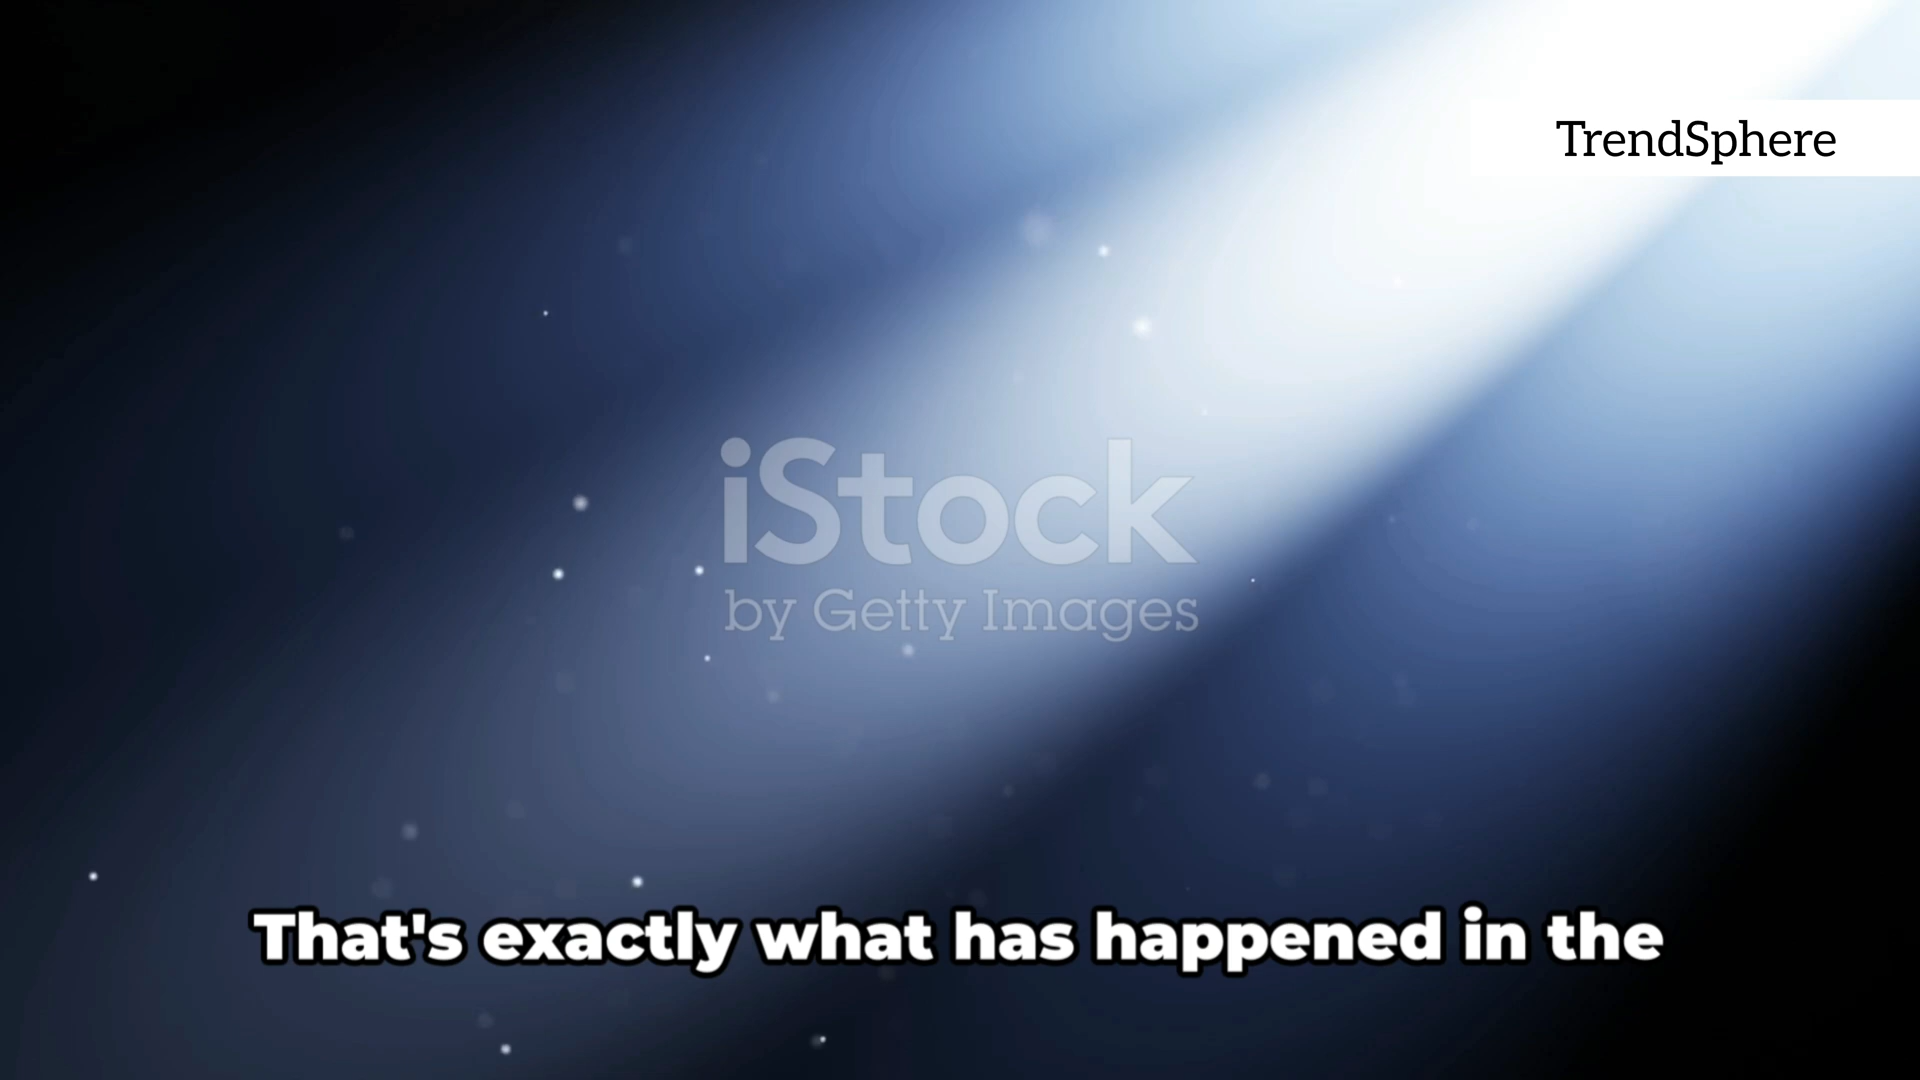 TrendSphere
iStock
by Getty Images
That's exactly what has happened in the